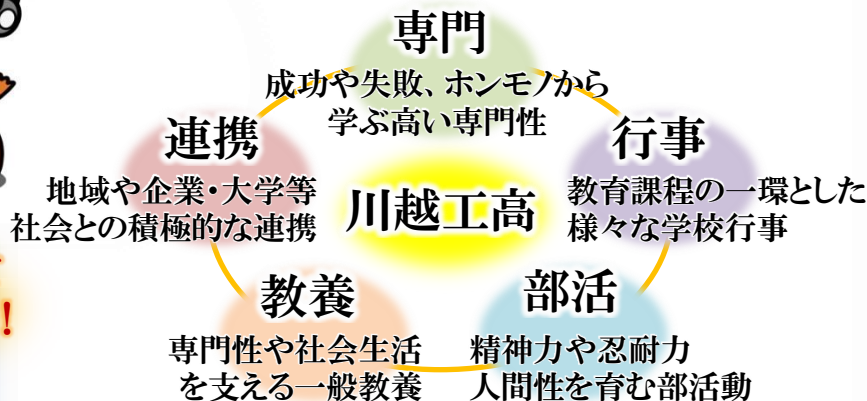 専門
成功や失敗、ホンモノから
学ぶ高い専門性
連携
地域や企業・大学等
社会との積極的な連携
川越工高
行事
教育課程の一環とした
様々な学校行事
教養
専門性や社会生活
を支える一般教養
部活
精神力や忍耐力
人間性を育む部活動
!